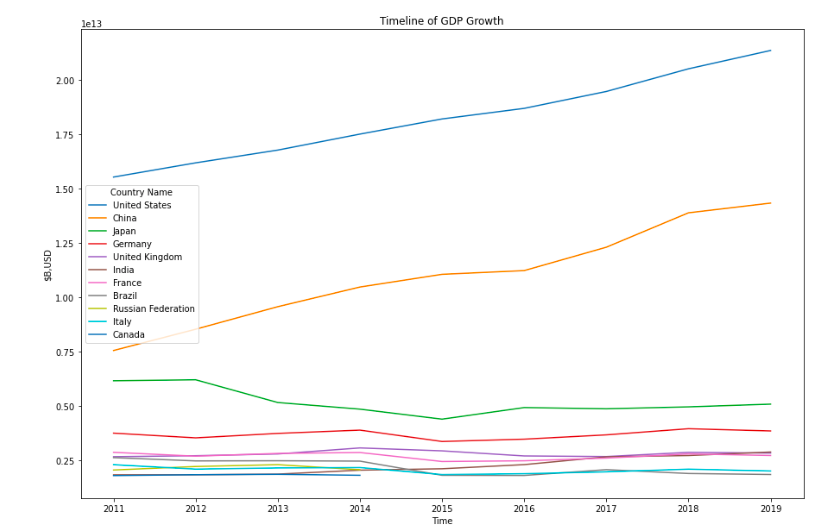 Timeline of GDP Growth
1e13
2.00
1.75
1.50
1.25
1.00
0.75
0.50
0.25
$B,USD
Country Name
United States
China
Japan
Germany
United Kingdom
India
France
Brazil
Russian Federation
Italy
Canada
2011 2012 2013 2014 2015 2016 2017 2018 2019
Time